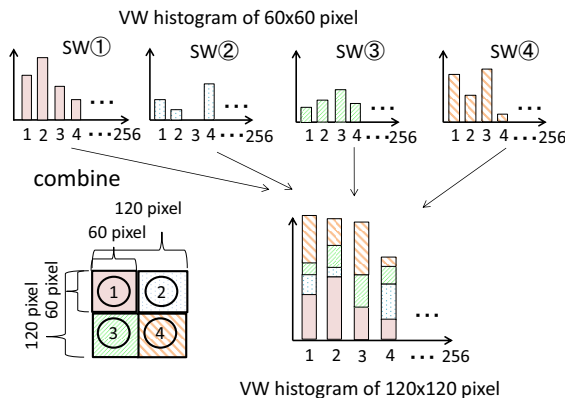 VW histogram of 60x60 pixel
SW① SW② SW③ SW④
1 2 3 4 ・・・256 1 2 3 4 ・・・256 1 2 3 4 ・・・256 1 2 3 4 ・・・256
combine
120 pixel
60 pixel
120 pixel
60 pixel
① ②
③ ④
1 2 3 4 ・・・ 256
VW histogram of 120x120 pixel